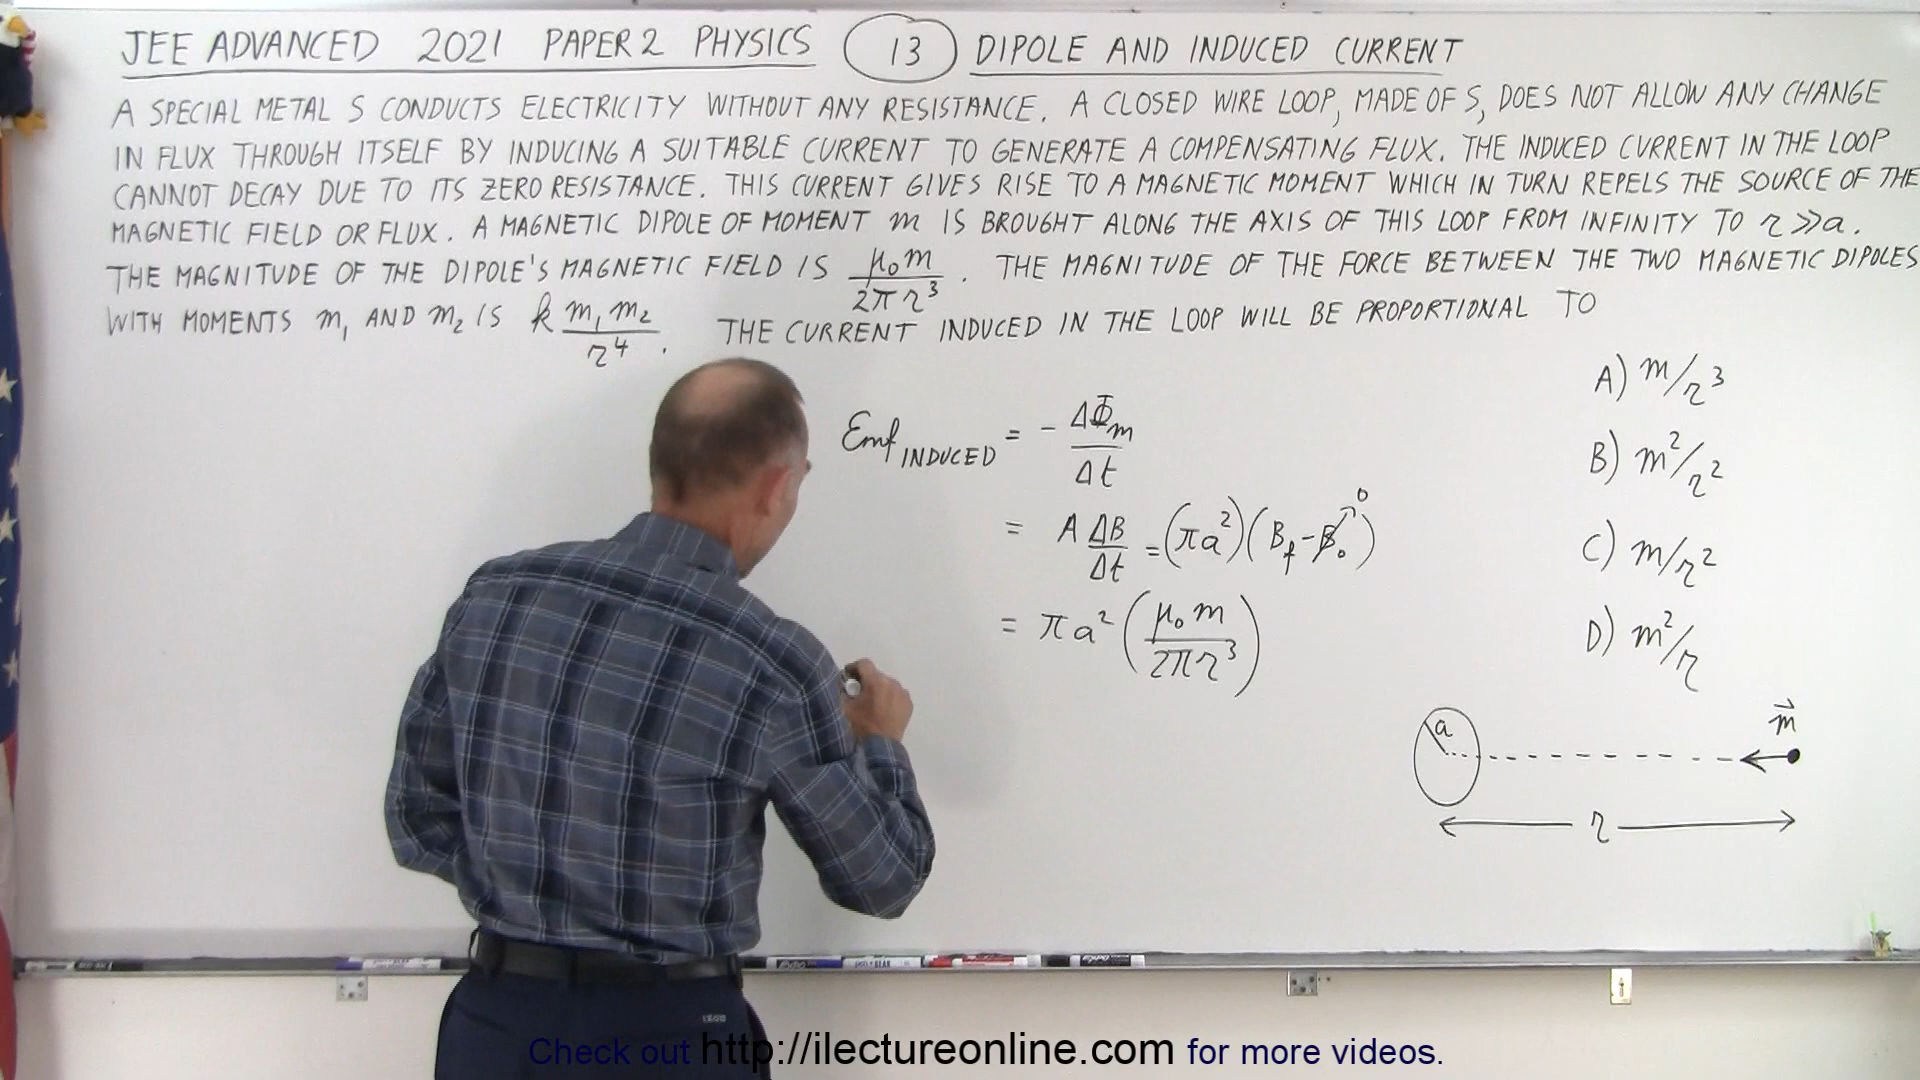 JEE ADVANCED 2021 PAPER 2 PHYSICS 13 DIPOLE AND INDUCED CURRENT
A SPECIAL METAL S CONDUCTS ELECTRICITY WITHOUT ANY RESISTANCE. A CLOSED WIRE LOOP, MADE OF S, DOES NOT ALLOW ANY CHANGE
IN FLUX THROUGH ITSELF BY INDUCING A SUITABLE CURRENT TO GENERATE A COMPENSATING FLUX. THE INDUCED CURRENT IN THE LOOP
CANNOT DECAY DUE TO ITS ZERO RESISTANCE. THIS CURRENT GIVES RISE TO A MAGNETIC MOMENT WHICH IN TURN REPELS THE SOURCE OF THE
MAGNETIC FIELD OR FLUX. A MAGNETIC DIPOLE OF MOMENT m IS BROUGHT ALONG THE AXIS OF THIS LOOP FROM INFINITY TO r >> a.
THE MAGNITUDE OF THE DIPOLE'S MAGNETIC FIELD IS μ₀m/2πr³. THE MAGNITUDE OF THE FORCE BETWEEN THE TWO MAGNETIC DIPOLES
WITH MOMENTS m₁ AND m₂ IS k m₁m₂/r⁴. THE CURRENT INDUCED IN THE LOOP WILL BE PROPORTIONAL TO
A) m/r³
Emf INDUCED = - ΔΦm/Δt
B) m²/r²
= A ΔB/Δt = (πa²)(Bf - B₀) 0
C) m/r²
= πa² (μ₀m/2πr³)
D) m²/r
a m⃗
r
Check out http://ilectureonline.com for more videos.